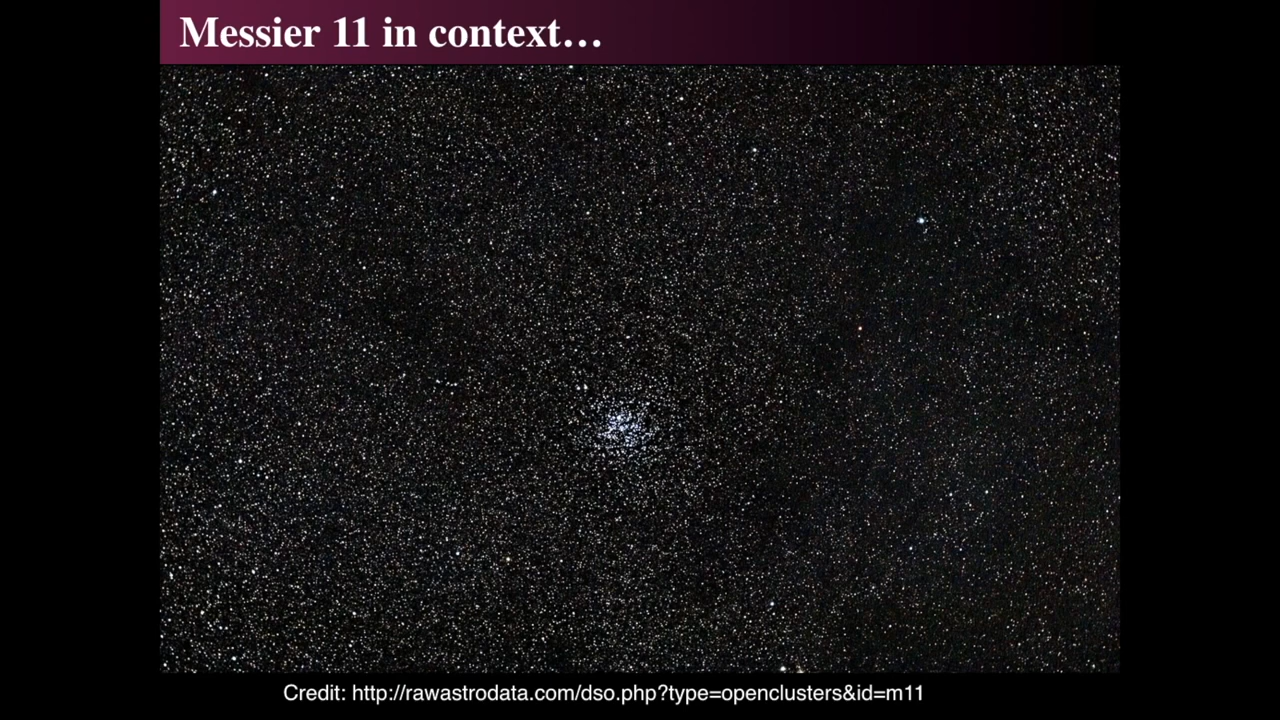 Messier 11 in context…
Credit: http://rawastrodata.com/dso.php?type=openclusters&id=m11